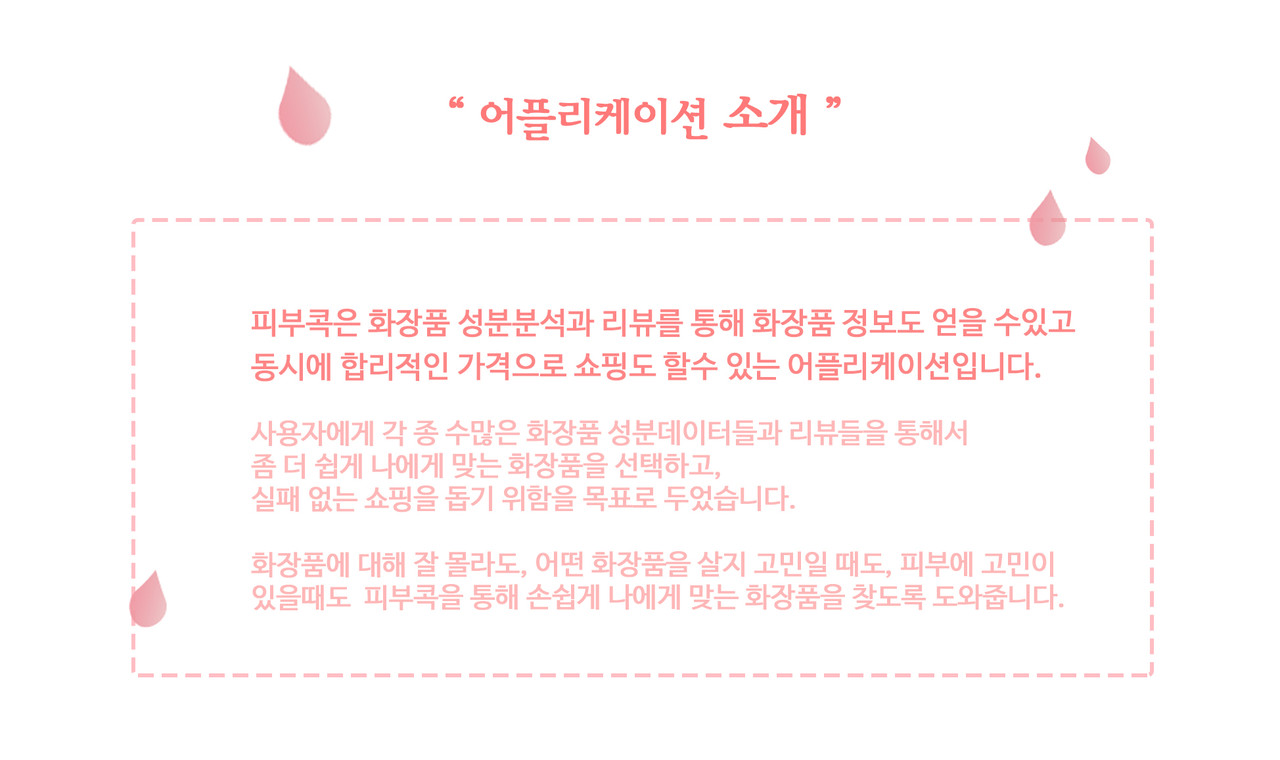 “ 어플리케이션 소개 ”
피부콕은 화장품 성분분석과 리뷰를 통해 화장품 정보도 얻을 수있고
동시에 합리적인 가격으로 쇼핑도 할수 있는 어플리케이션입니다.
사용자에게 각 종 수많은 화장품 성분데이터들과 리뷰들을 통해서
좀 더 쉽게 나에게 맞는 화장품을 선택하고,
실패 없는 쇼핑을 돕기 위함을 목표로 두었습니다.
화장품에 대해 잘 몰라도, 어떤 화장품을 살지 고민일 때도, 피부에 고민이
있을때도  피부콕을 통해 손쉽게 나에게 맞는 화장품을 찾도록 도와줍니다.